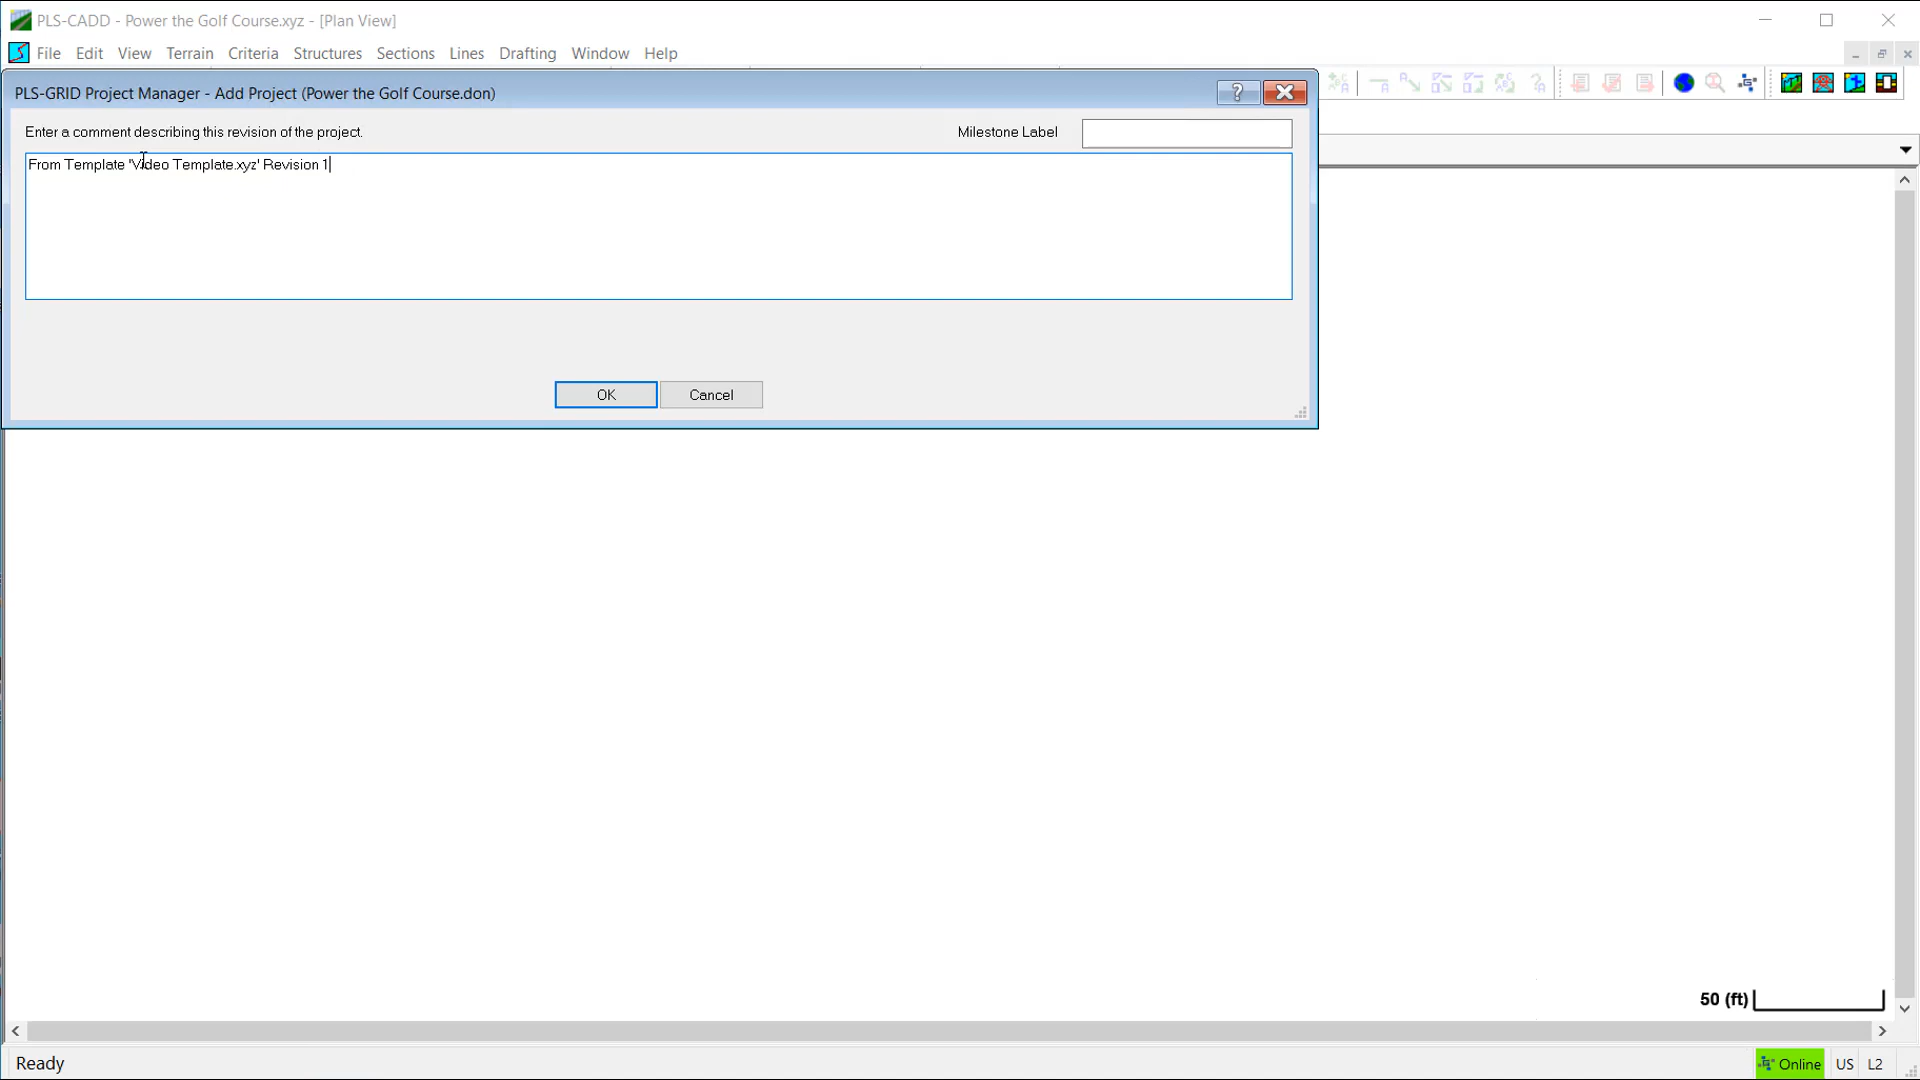 PLS-CADD - Power the Golf Course.xyz - [Plan View]
File Edit View Terrain Criteria Structures Sections Lines Drafting Window Help
PLS-GRID Project Manager - Add Project (Power the Golf Course.don)
Enter a comment describing this revision of the project.
Milestone Label
From Template 'Video Template.xyz' Revision 1
OK Cancel
50 (ft)
Ready
Online US L2